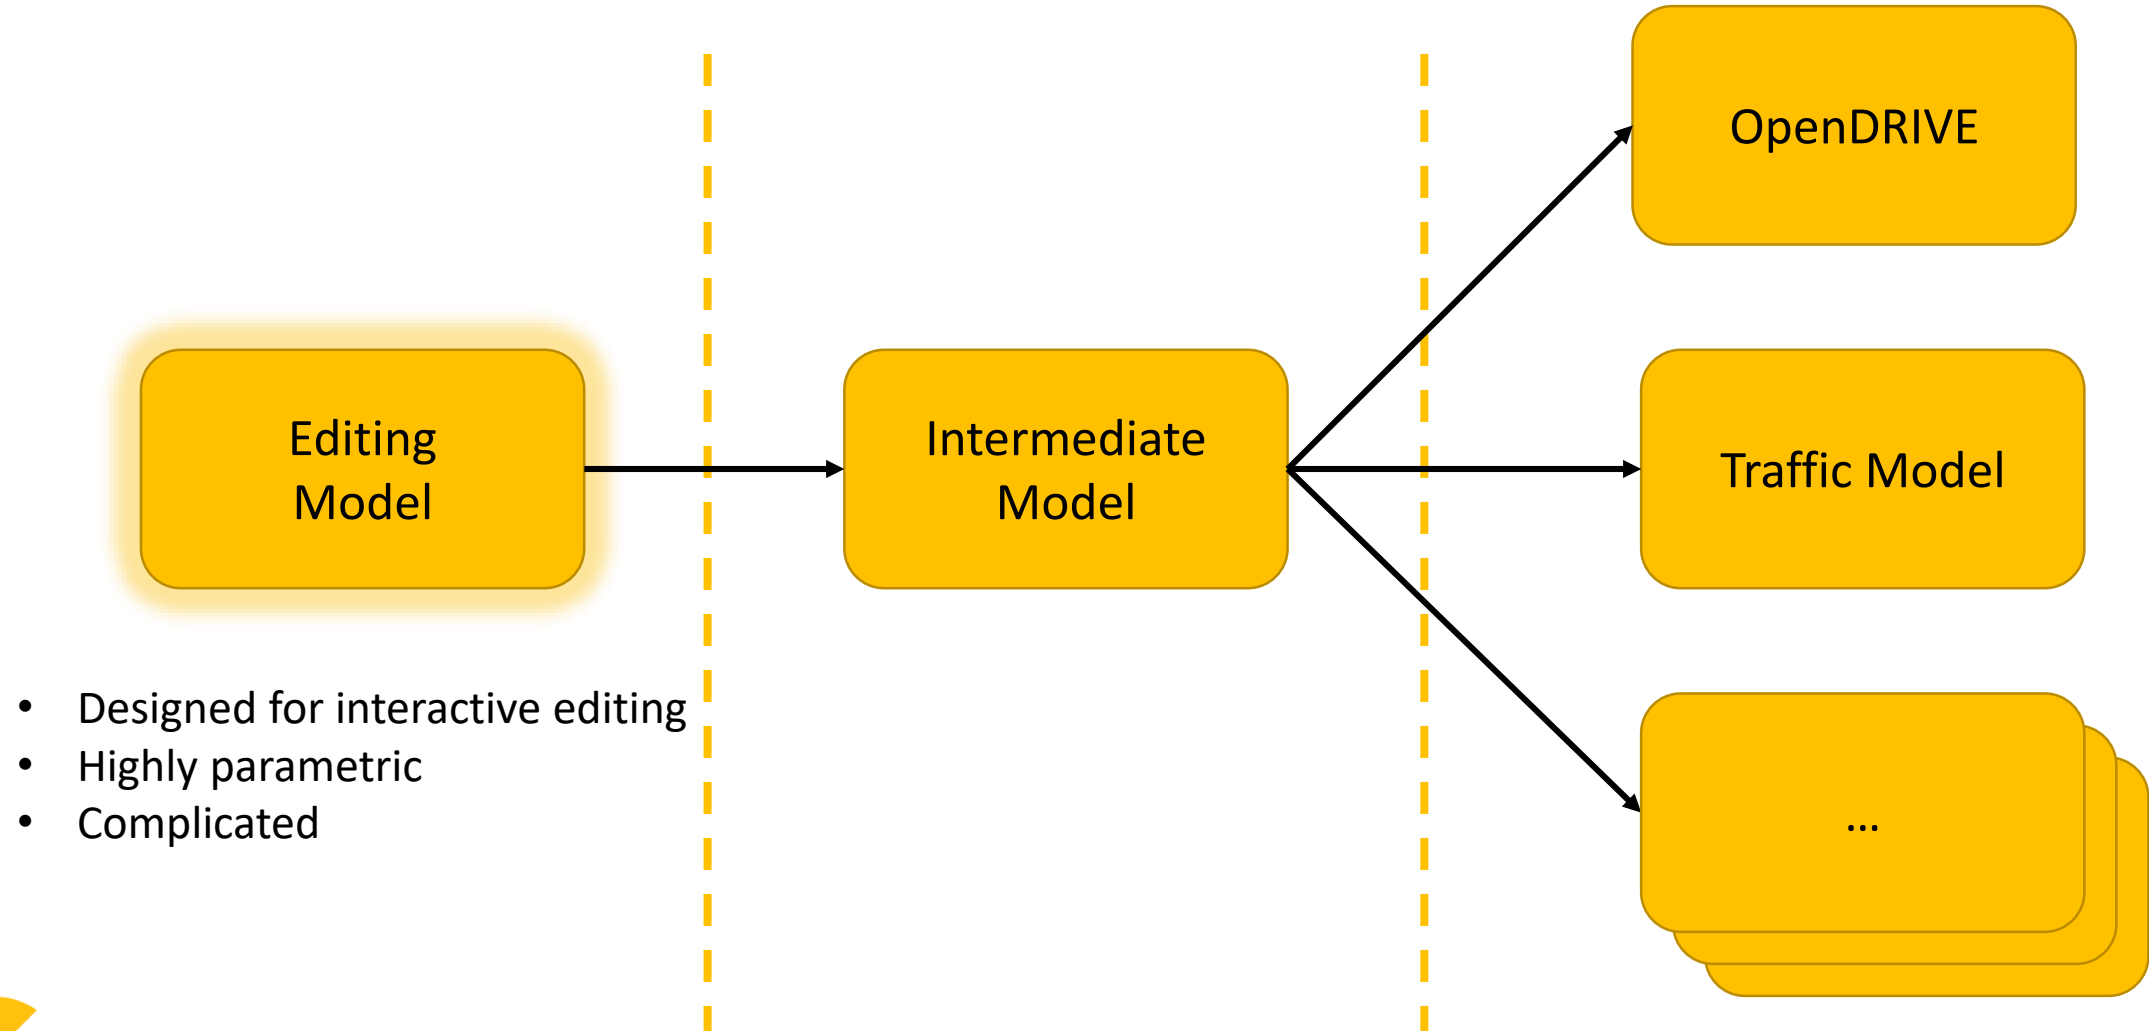 Editing
Model
• Designed for interactive editing
• Highly parametric
• Complicated
Intermediate
Model
OpenDRIVE
Traffic Model
...